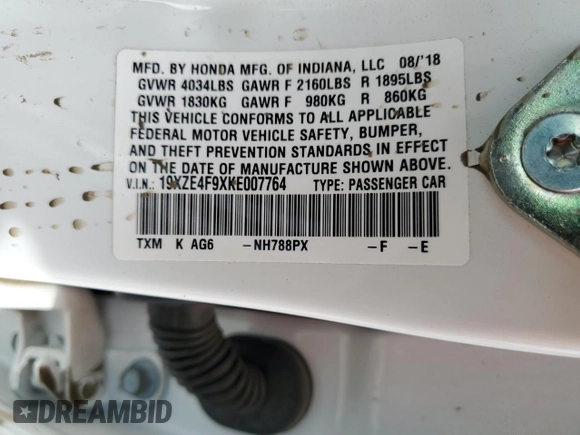 MFD. BY HONDA MFG. OF INDIANA, LLC 08/'18
GVWR 4034LBS GAWR F 2160LBS R 1895LBS
GVWR 1830KG GAWR F 980KG R 860KG
THIS VEHICLE CONFORMS TO ALL APPLICABLE
FEDERAL MOTOR VEHICLE SAFETY, BUMPER,
AND THEFT PREVENTION STANDARDS IN EFFECT
ON THE DATE OF MANUFACTURE SHOWN ABOVE.
V.I.N.: 19XZE4F9XKE007764 TYPE: PASSENGER CAR
TXM K AG6 -NH788PX -F -E
DREAMBID